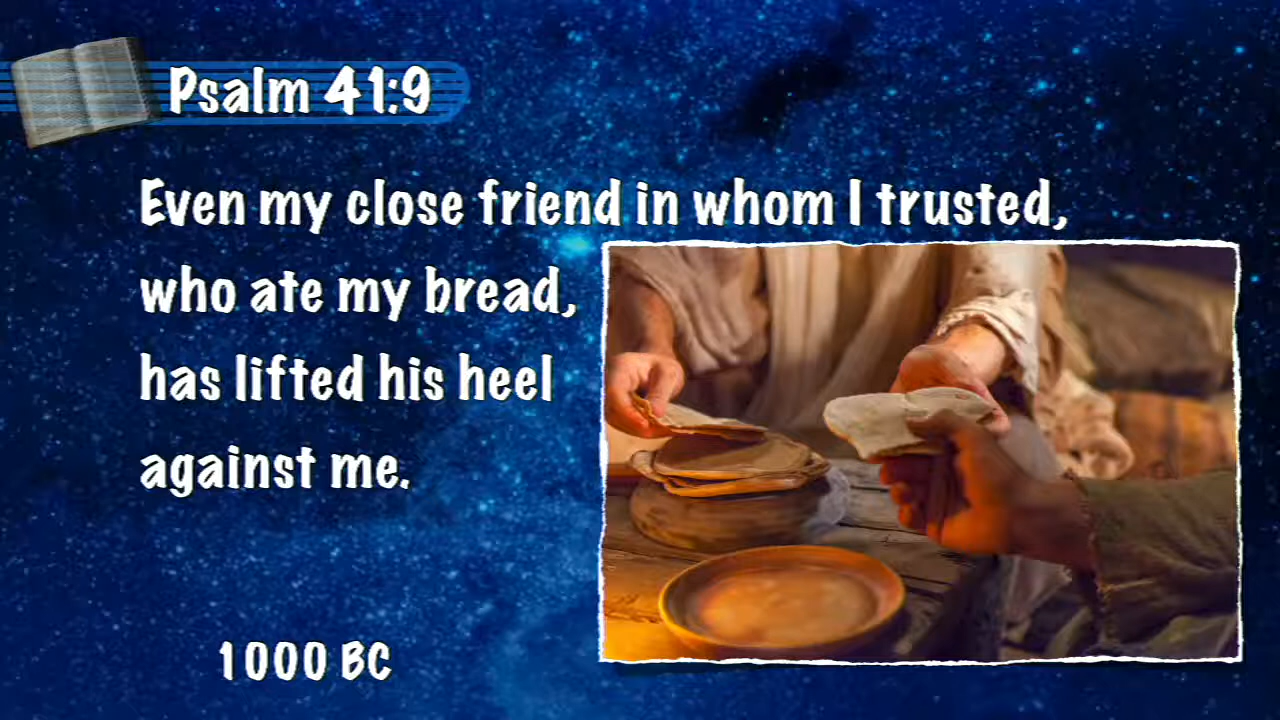 Psalm 41:9
Even my close friend in whom I trusted,
who ate my bread,
has lifted his heel
against me.
1000 BC